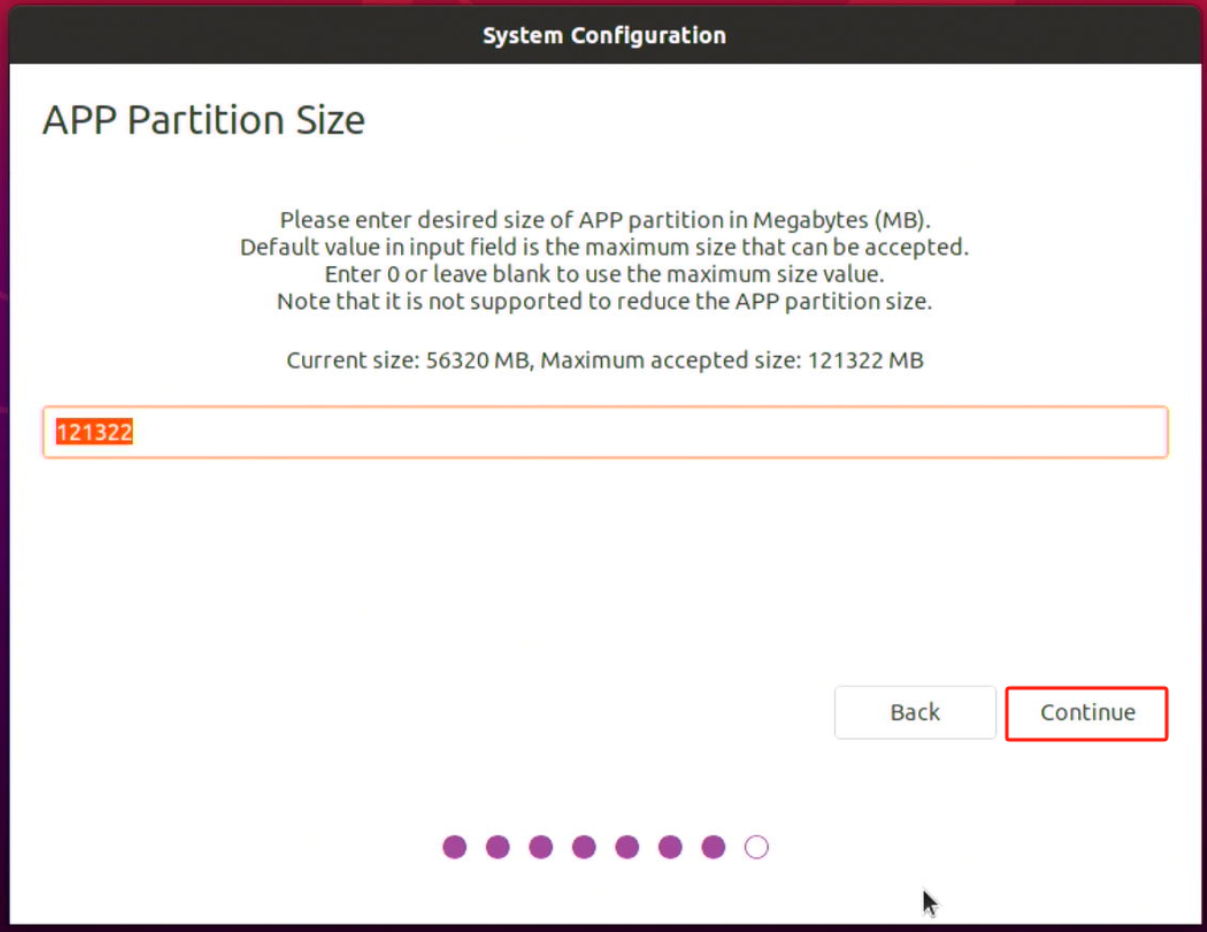 System Configuration
APP Partition Size
Please enter desired size of APP partition in Megabytes (MB).
Default value in input field is the maximum size that can be accepted.
Enter 0 or leave blank to use the maximum size value.
Note that it is not supported to reduce the APP partition size.
Current size: 56320 MB, Maximum accepted size: 121322 MB
121322
Back
Continue